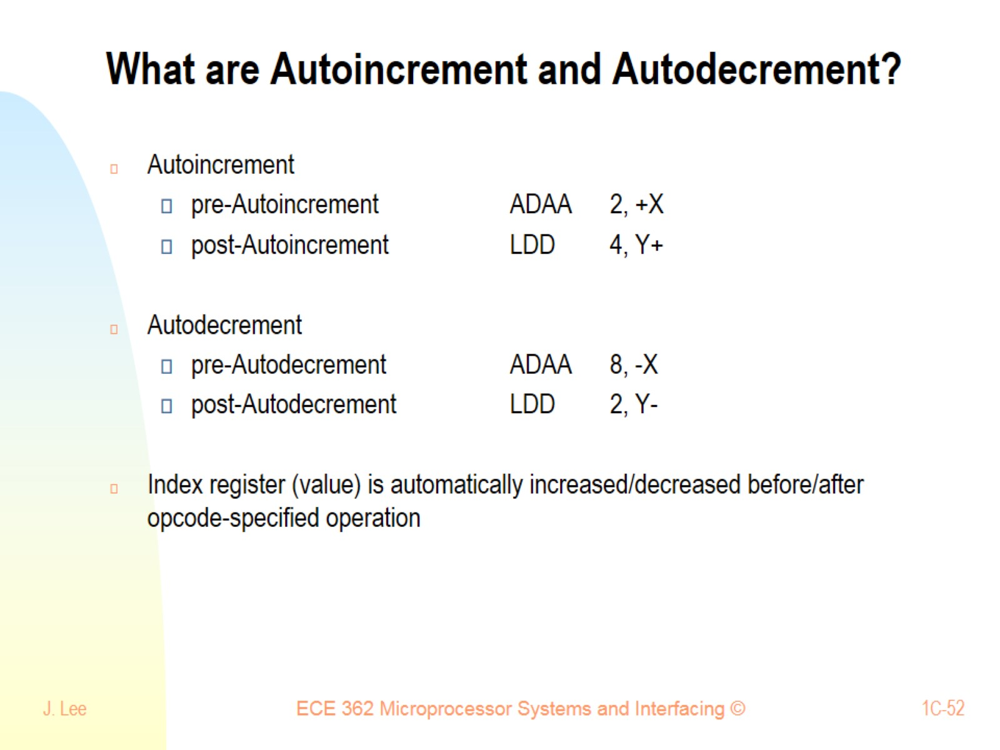 What are Autoincrement and Autodecrement?
Autoincrement
pre-Autoincrement ADAA 2, +X
post-Autoincrement LDD 4, Y+
Autodecrement
pre-Autodecrement ADAA 8, -X
post-Autodecrement LDD 2, Y-
Index register (value) is automatically increased/decreased before/after
opcode-specified operation
J. Lee ECE 362 Microprocessor Systems and Interfacing © 1C-52